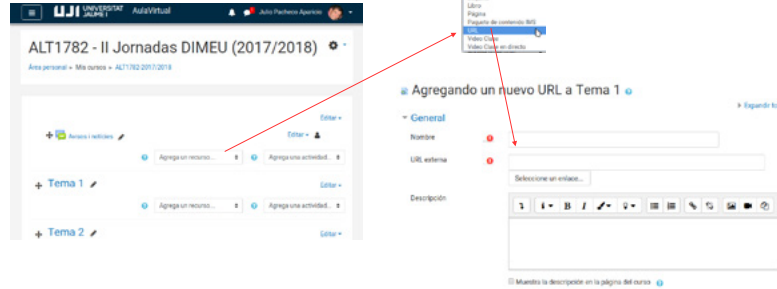 UJI UNIVERSITAT JAUME I AulaVirtual Julio Pacheco Aparicio
ALT1782 - II Jornadas DIMEU (2017/2018)
Área personal » Mis cursos » ALT1782 2017/2018
Editar
Avisos i notícies Editar
Agrega un recurso... Agrega una actividad...
Tema 1 Editar
Agrega un recurso... Agrega una actividad...
Tema 2 Editar
Libro
Página
Paquete de contenido IMS
URL
Video Clase
Video Clase en directo
Agregando un nuevo URL a Tema 1
Expandir to
General
Nombre
URL externa
Seleccione un enlace...
Descripción
B I
Muestra la descripción en la página del curso